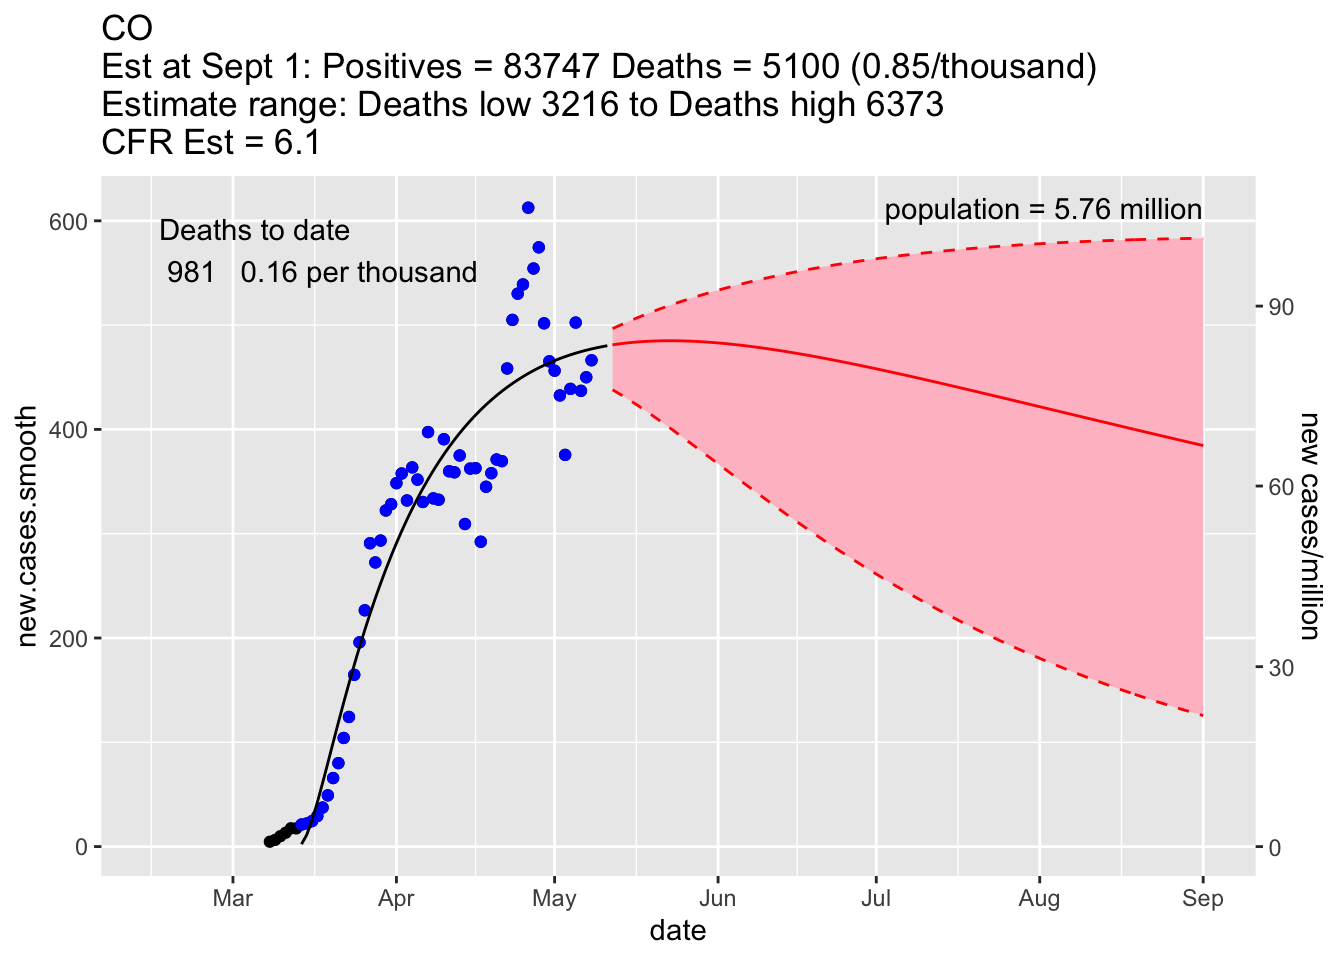 CO
Est at Sept 1: Positives = 83747 Deaths = 5100 (0.85/thousand)
Estimate range: Deaths low 3216 to Deaths high 6373
CFR Est = 6.1
population = 5.76 million
Deaths to date
981 0.16 per thousand
600
400
200
0
new.cases.smooth
90
60
30
0
new cases/million
Mar Apr May Jun Jul Aug Sep
date